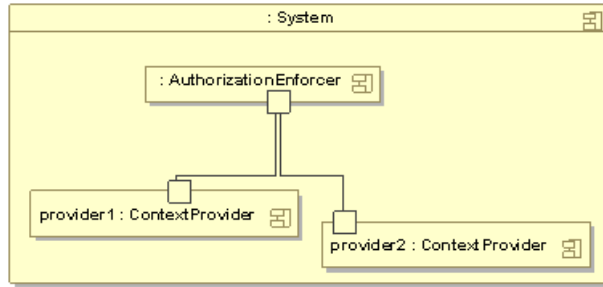 : System
: AuthorizationEnforcer
provider1 : ContextProvider
provider2 : ContextProvider